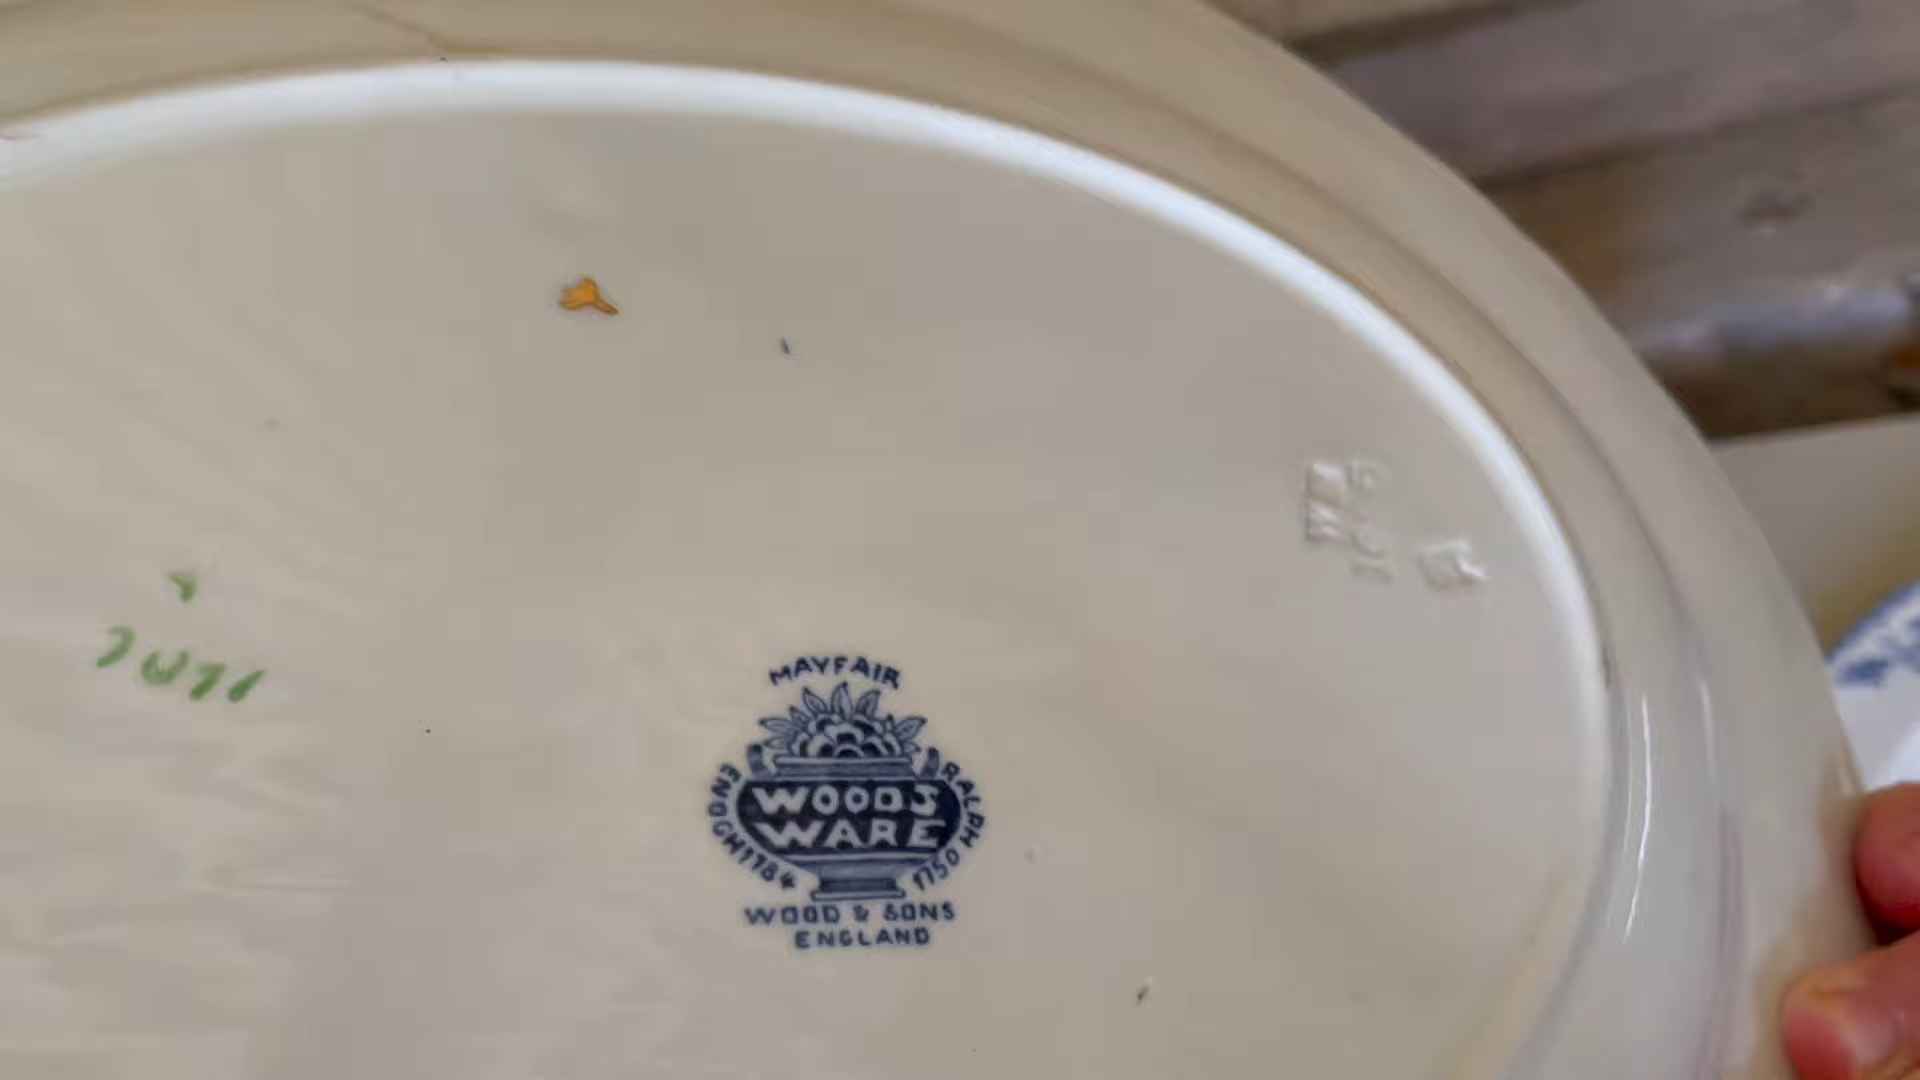 MAYFAIR
WOODS
WARE
ENOCH 1784
RALPH 1750
WOOD & SONS
ENGLAND